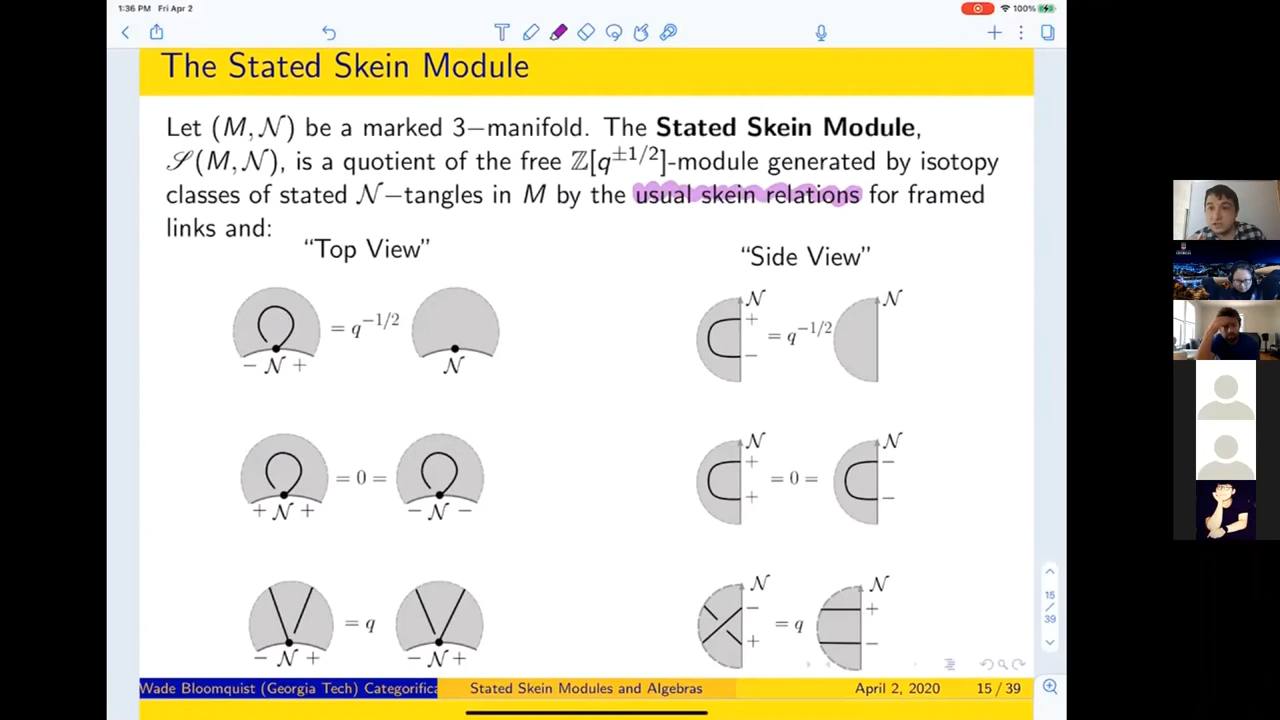 1:36 PM Fri Apr 2
100%
The Stated Skein Module
Let (M, 𝒩) be a marked 3−manifold. The Stated Skein Module,
𝒮(M, 𝒩), is a quotient of the free ℤ[q^{±1/2}]-module generated by isotopy
classes of stated 𝒩−tangles in M by the usual skein relations for framed
links and:
“Top View” “Side View”
= q^{−1/2}
− 𝒩 + 𝒩
𝒩 + − = q^{−1/2} 𝒩
= 0 =
+ 𝒩 + − 𝒩 −
𝒩 + + = 0 = 𝒩 − −
= q
− 𝒩 + − 𝒩 +
𝒩 − + = q 𝒩 + −
15 / 39
Wade Bloomquist (Georgia Tech) Categorifica Stated Skein Modules and Algebras April 2, 2020 15 / 39